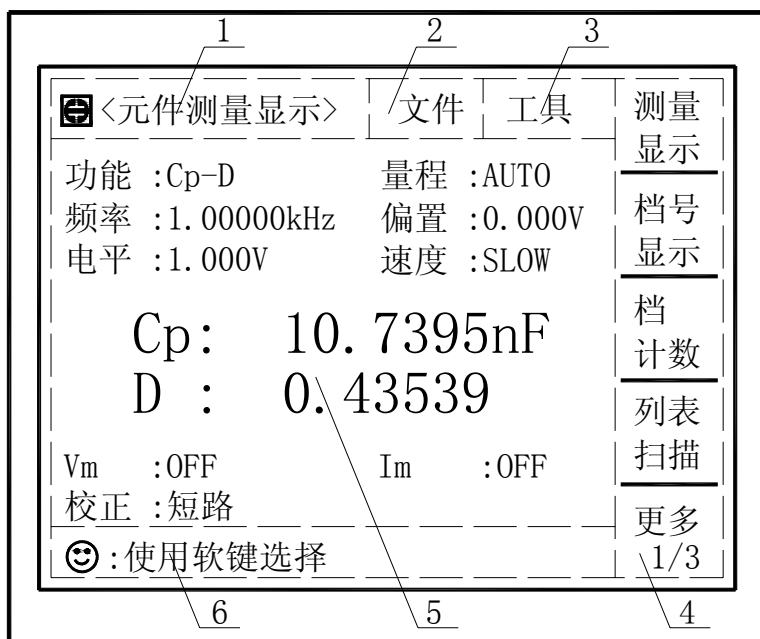 1 2 3
<元件测量显示> 文件 工具
测量
显示
功能 :Cp-D 量程 :AUTO
频率 :1.00000kHz 偏置 :0.000V
电平 :1.000V 速度 :SLOW
档号
显示
Cp: 10.7395nF
D : 0.43539
档
计数
列表
扫描
Vm :OFF Im :OFF
校正 :短路
:使用软键选择
更多
1/3
6 5 4